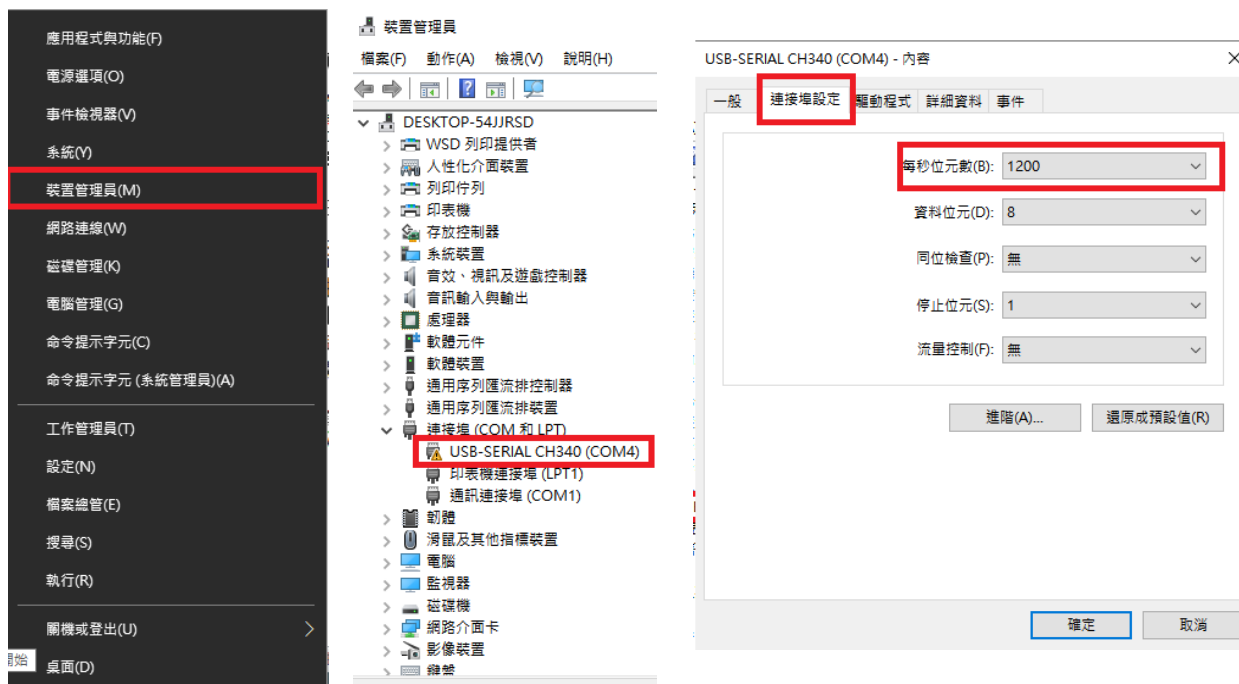 應用程式與功能(F)
電源選項(O)
事件檢視器(V)
系統(Y)
裝置管理員(M)
網路連線(W)
磁碟管理(K)
電腦管理(G)
命令提示字元(C)
命令提示字元 (系統管理員)(A)
工作管理員(T)
設定(N)
檔案總管(E)
搜尋(S)
執行(R)
關機或登出(U)
桌面(D)
裝置管理員
檔案(F) 動作(A) 檢視(V) 說明(H)
DESKTOP-54JJRSD
WSD 列印提供者
人性化介面裝置
列印佇列
印表機
存放控制器
系統裝置
音效、視訊及遊戲控制器
音訊輸入與輸出
處理器
軟體元件
軟體裝置
通用序列匯流排控制器
通用序列匯流排裝置
連接埠 (COM 和 LPT)
USB-SERIAL CH340 (COM4)
印表機連接埠 (LPT1)
通訊連接埠 (COM1)
韌體
滑鼠及其他指標裝置
電腦
監視器
磁碟機
網路介面卡
影像裝置
鍵盤
USB-SERIAL CH340 (COM4) - 內容
一般 連接埠設定 驅動程式 詳細資料 事件
每秒位元數(B): 1200
資料位元(D): 8
同位檢查(P): 無
停止位元(S): 1
流量控制(F): 無
進階(A)... 還原成預設值(R)
確定 取消